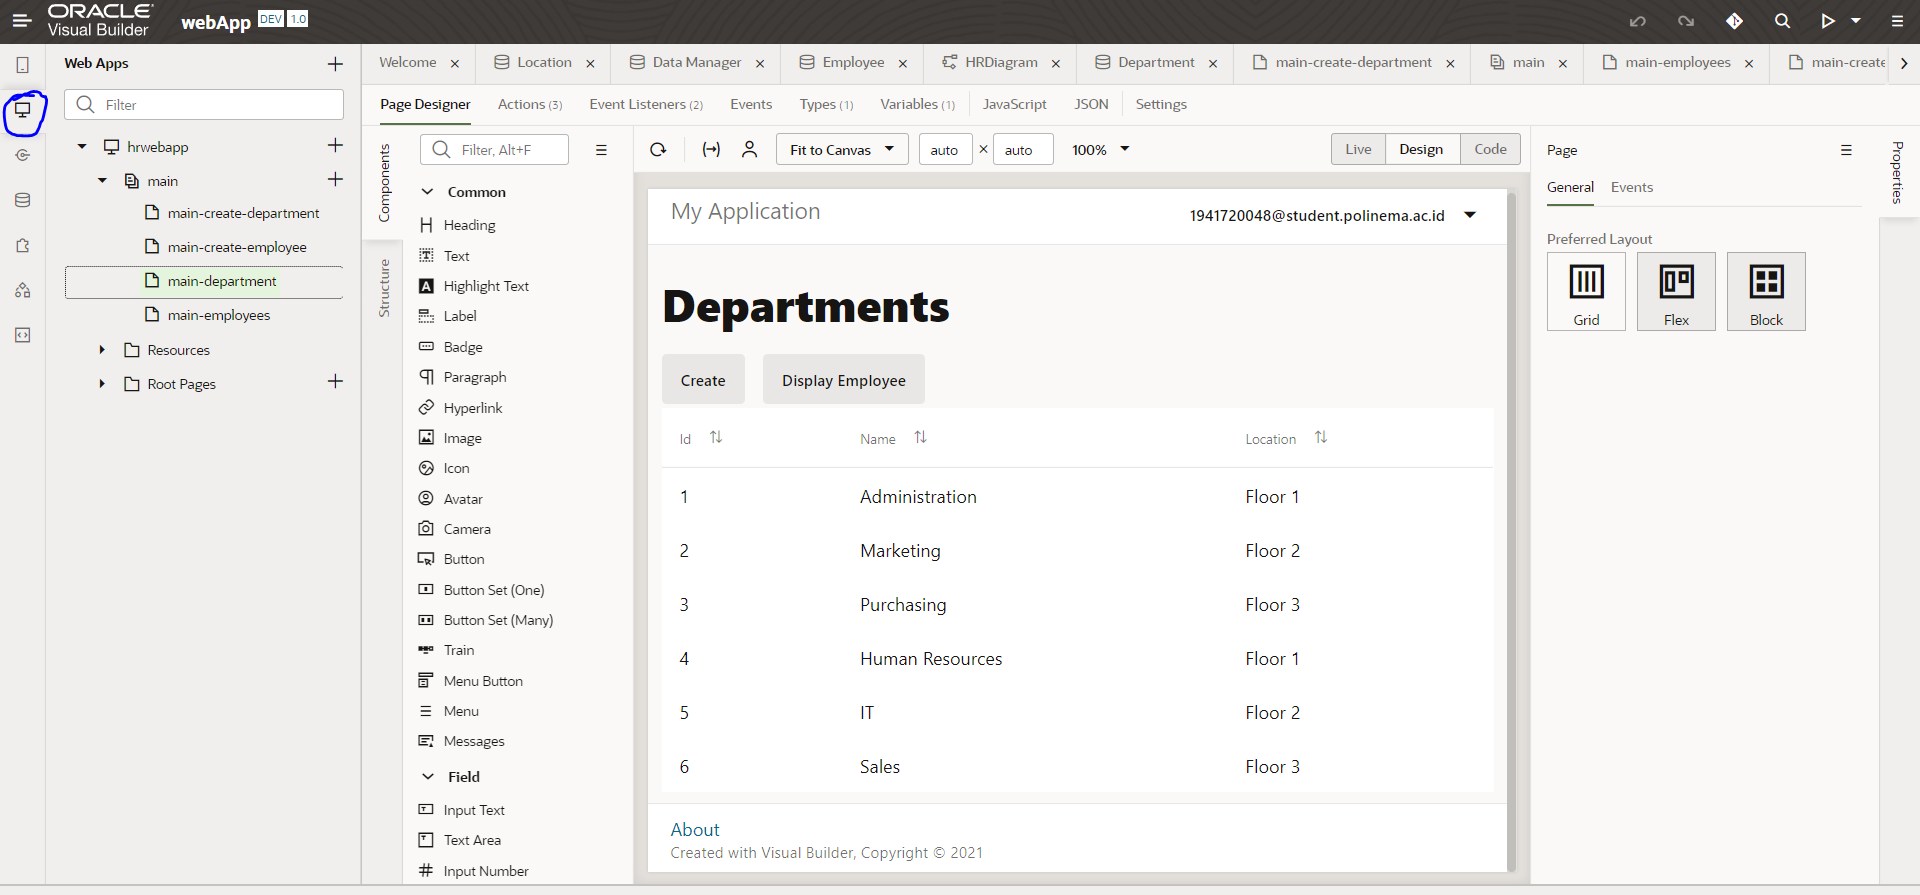 ORACLE
Visual Builder
webApp DEV 1.0
Web Apps
Filter
hrwebapp
main
main-create-department
main-create-employee
main-department
main-employees
Resources
Root Pages
Welcome
Location
Data Manager
Employee
HRDiagram
Department
main-create-department
main
main-employees
main-create
Page Designer
Actions (3)
Event Listeners (2)
Events
Types (1)
Variables (1)
JavaScript
JSON
Settings
Components
Structure
Filter, Alt+F
Common
Heading
Text
Highlight Text
Label
Badge
Paragraph
Hyperlink
Image
Icon
Avatar
Camera
Button
Button Set (One)
Button Set (Many)
Train
Menu Button
Menu
Messages
Field
Input Text
Text Area
Input Number
Fit to Canvas
auto × auto
100%
Live
Design
Code
My Application
1941720048@student.polinema.ac.id
Departments
Create
Display Employee
Id Name Location
1 Administration Floor 1
2 Marketing Floor 2
3 Purchasing Floor 3
4 Human Resources Floor 1
5 IT Floor 2
6 Sales Floor 3
About
Created with Visual Builder, Copyright © 2021
Page
General
Events
Preferred Layout
Grid
Flex
Block
Properties